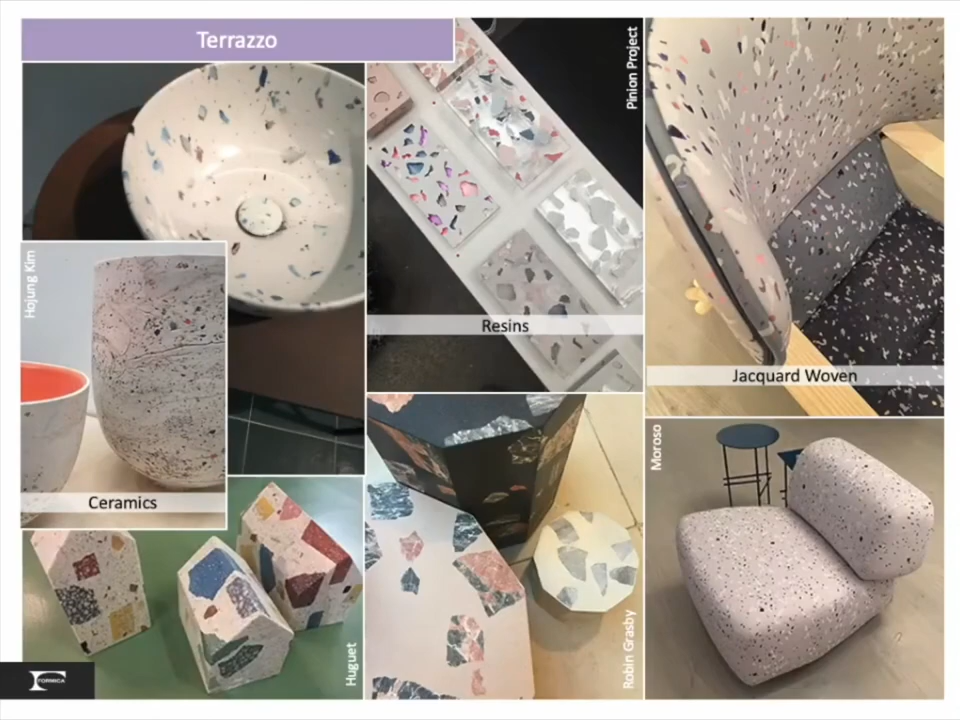 Terrazzo
Pinion Project
Hojung Kim
Resins
Jacquard Woven
Ceramics
Moroso
Huguet
Robin Grasby
FORMICA